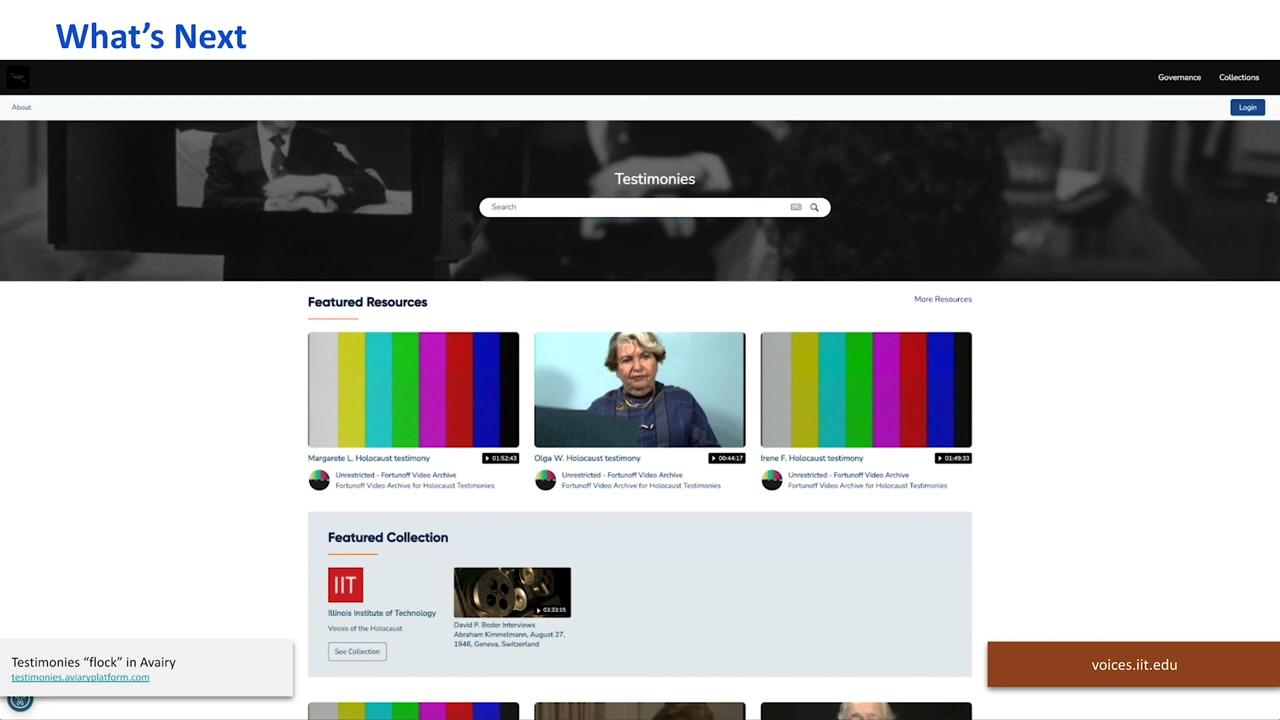 What's Next
Governance
Collections
About
Login
Testimonies
Search
Featured Resources
More Resources
Margarete L. Holocaust testimony
01:52:43
Unrestricted - Fortunoff Video Archive
Fortunoff Video Archive for Holocaust Testimonies
Olga W. Holocaust testimony
00:44:17
Unrestricted - Fortunoff Video Archive
Fortunoff Video Archive for Holocaust Testimonies
Irene F. Holocaust testimony
01:49:33
Unrestricted - Fortunoff Video Archive
Fortunoff Video Archive for Holocaust Testimonies
Featured Collection
IIT
Illinois Institute of Technology
Voices of the Holocaust
See Collection
03:33:15
David P. Boder Interviews
Abraham Kimmelmann, August 27,
1946, Geneva, Switzerland
Testimonies “flock” in Avairy
testimonies.aviaryplatform.com
voices.iit.edu